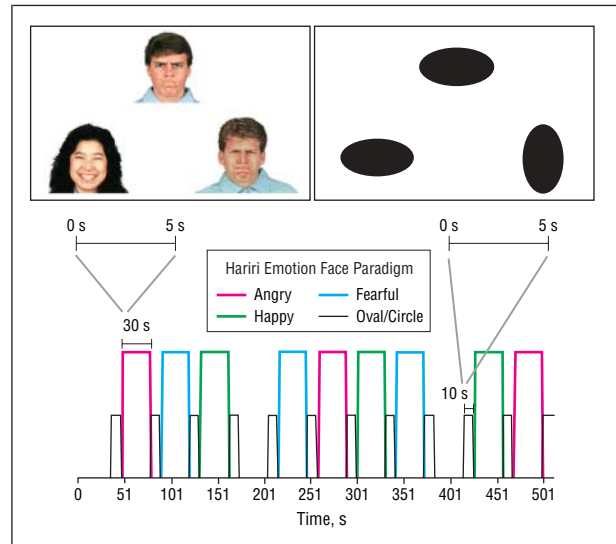 0 s 5 s
0 s 5 s
Hariri Emotion Face Paradigm
Angry Fearful
Happy Oval/Circle
30 s
10 s
0 51 101 151 201 251 301 351 401 451 501
Time, s